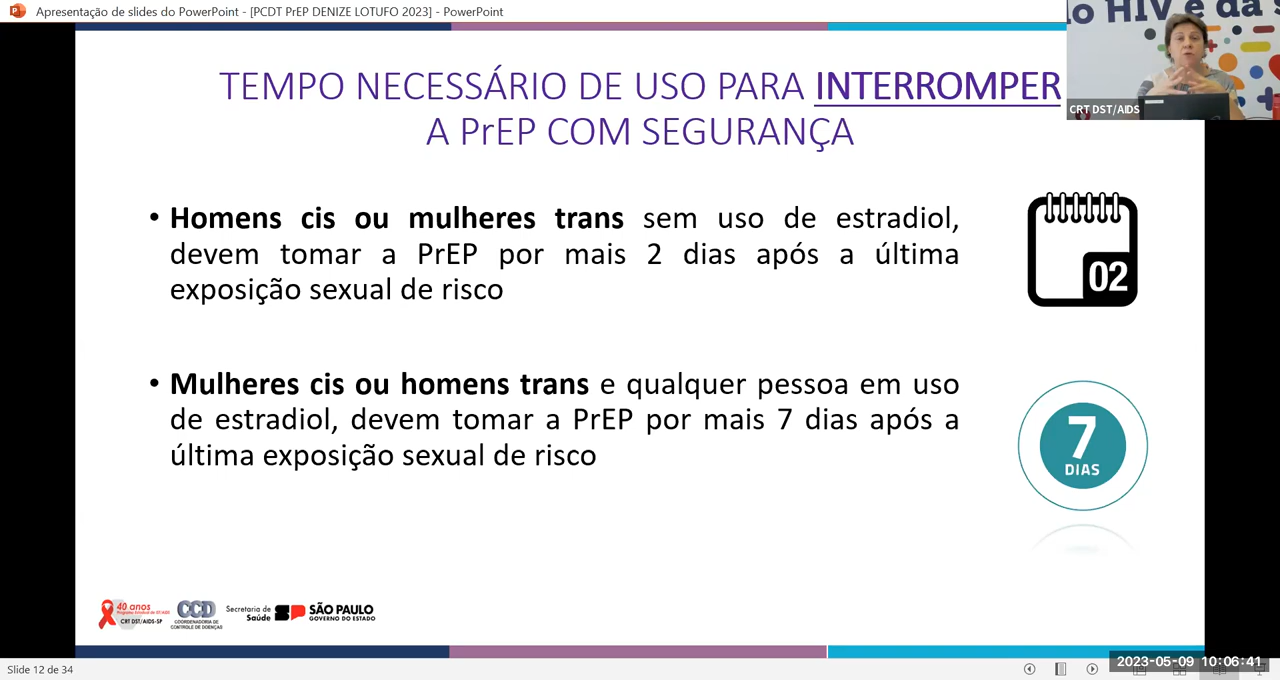 Apresentação de slides do PowerPoint - [PCDT PrEP DENIZE LOTUFO 2023] - PowerPoint
o HIV e da s
CRT DST/AIDS
TEMPO NECESSÁRIO DE USO PARA INTERROMPER
A PrEP COM SEGURANÇA
• Homens cis ou mulheres trans sem uso de estradiol,
devem tomar a PrEP por mais 2 dias após a última
exposição sexual de risco
02
• Mulheres cis ou homens trans e qualquer pessoa em uso
de estradiol, devem tomar a PrEP por mais 7 dias após a
última exposição sexual de risco
7
DIAS
40 anos
CRT DST/AIDS-SP
CCD
COORDENADORIA DE
CONTROLE DE DOENÇAS
Secretaria de
Saúde
SP
SÃO PAULO
GOVERNO DO ESTADO
Slide 12 de 34
2023-05-09 10:06:41